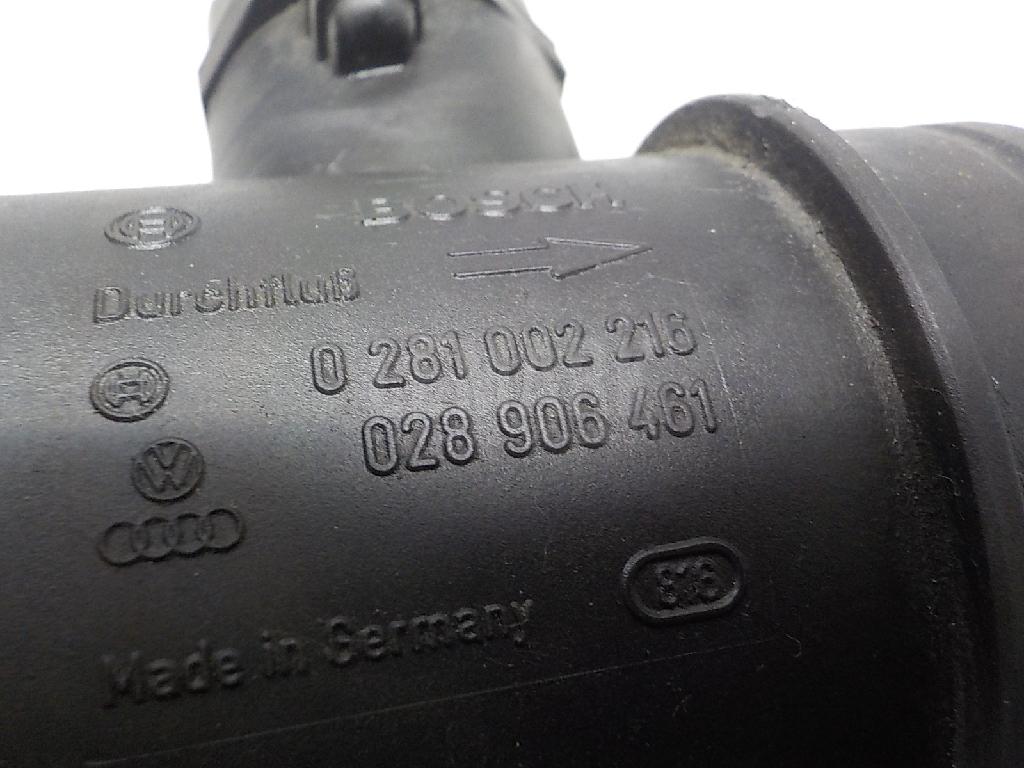 BOSCH
Durchfluß
0 281 002 216
028 906 461
Made in Germany